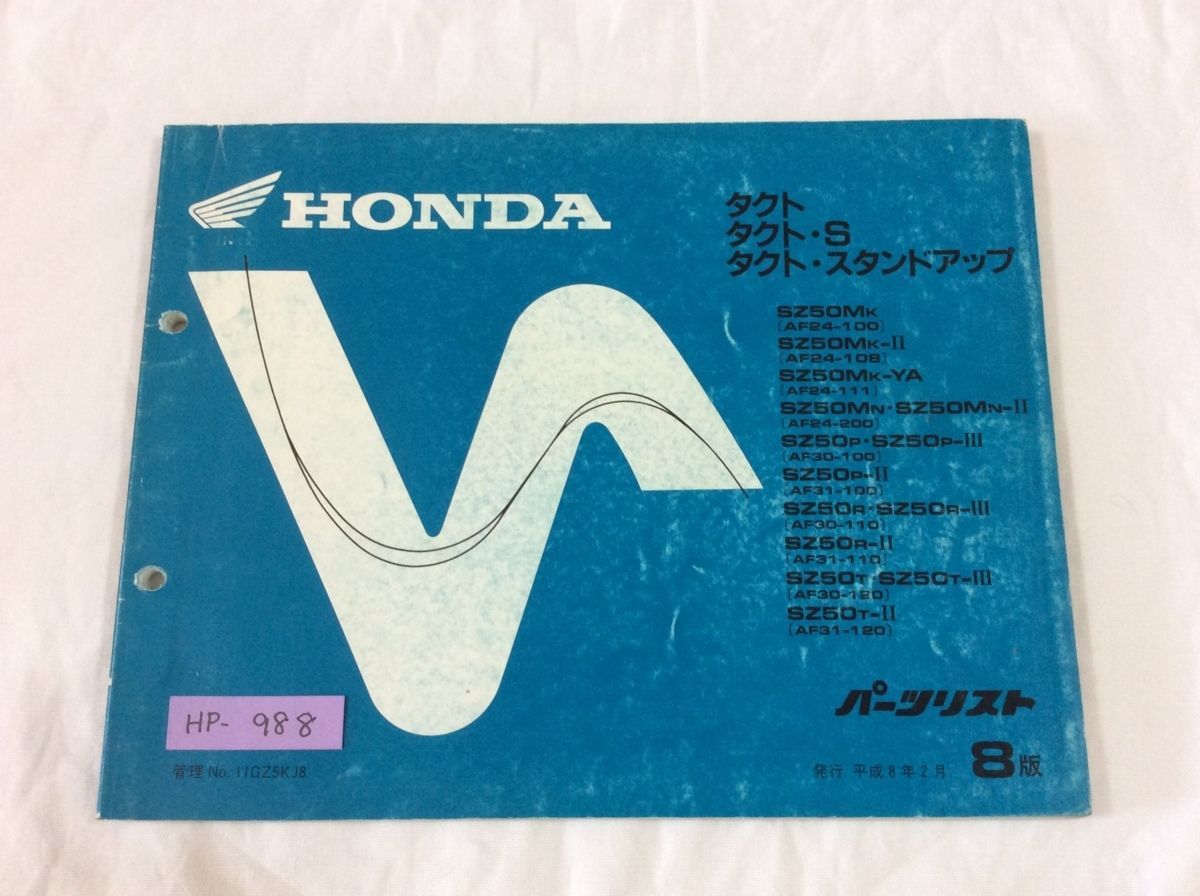 HONDA
タクト
タクト・S
タクト・スタンドアップ
SZ50MK
〔AF24-100〕
SZ50MK-II
〔AF24-108〕
SZ50MK-YA
〔AF24-111〕
SZ50MN・SZ50MN-II
〔AF24-200〕
SZ50P・SZ50P-III
〔AF30-100〕
SZ50P-II
〔AF31-100〕
SZ50R・SZ50R-III
〔AF30-110〕
SZ50R-II
〔AF31-110〕
SZ50T・SZ50T-III
〔AF30-120〕
SZ50T-II
〔AF31-120〕
パーツリスト
HP- 988
管理 No. 11GZ5KJ8
発行 平成8年2月 8版